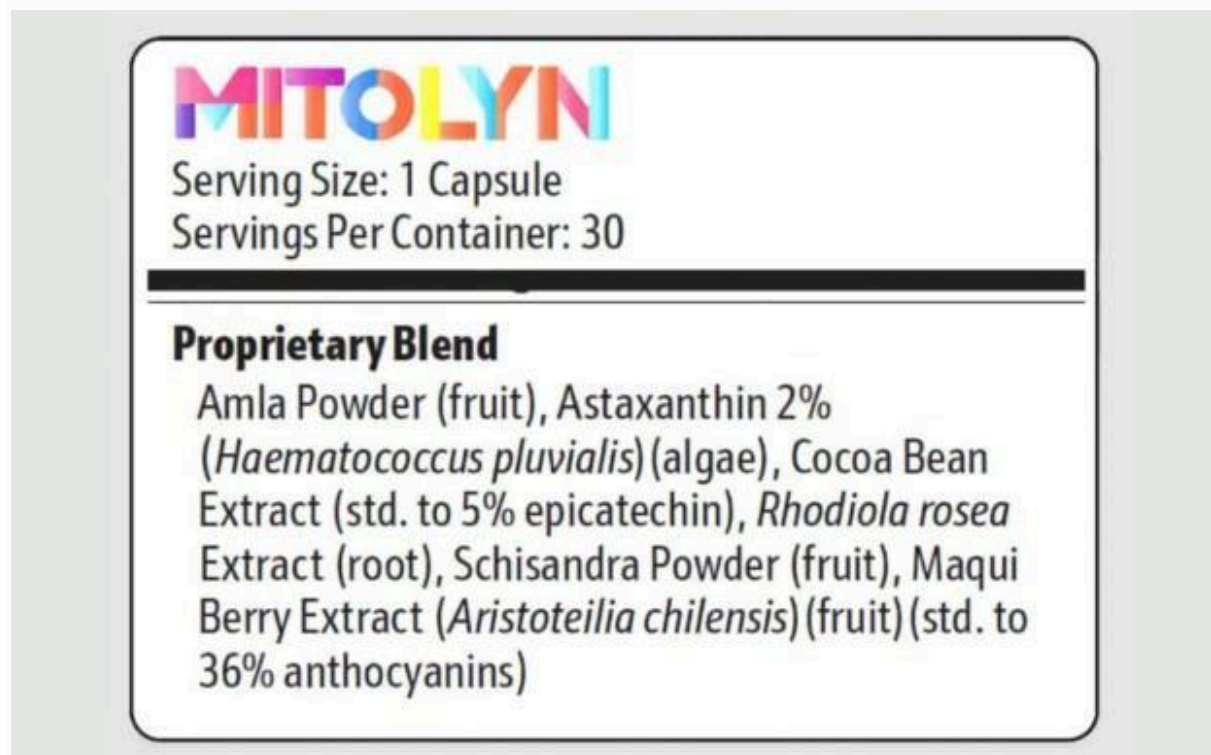 MITOLYN
Serving Size: 1 Capsule
Servings Per Container: 30
Proprietary Blend
Amla Powder (fruit), Astaxanthin 2%
(Haematococcus pluvialis) (algae), Cocoa Bean
Extract (std. to 5% epicatechin), Rhodiola rosea
Extract (root), Schisandra Powder (fruit), Maqui
Berry Extract (Aristoteilia chilensis) (fruit) (std. to
36% anthocyanins)